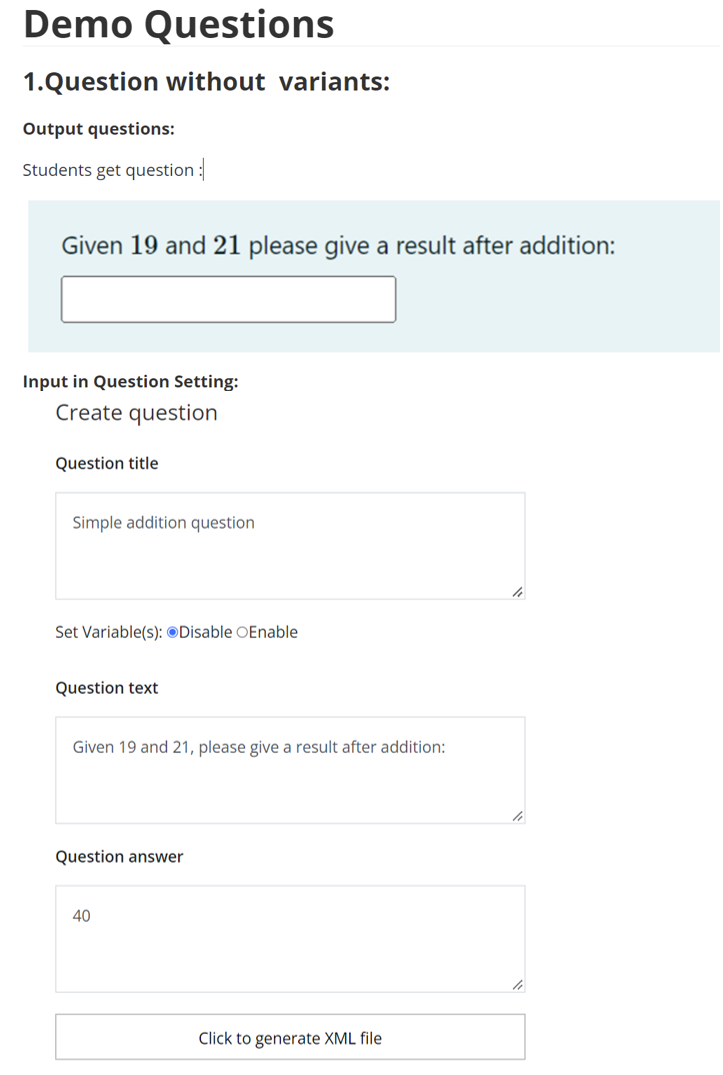 Demo Questions
1.Question without  variants:
Output questions:
Students get question :
Given 19 and 21 please give a result after addition:
Input in Question Setting:
Create question
Question title
Simple addition question
Set Variable(s): Disable Enable
Question text
Given 19 and 21, please give a result after addition:
Question answer
40
Click to generate XML file